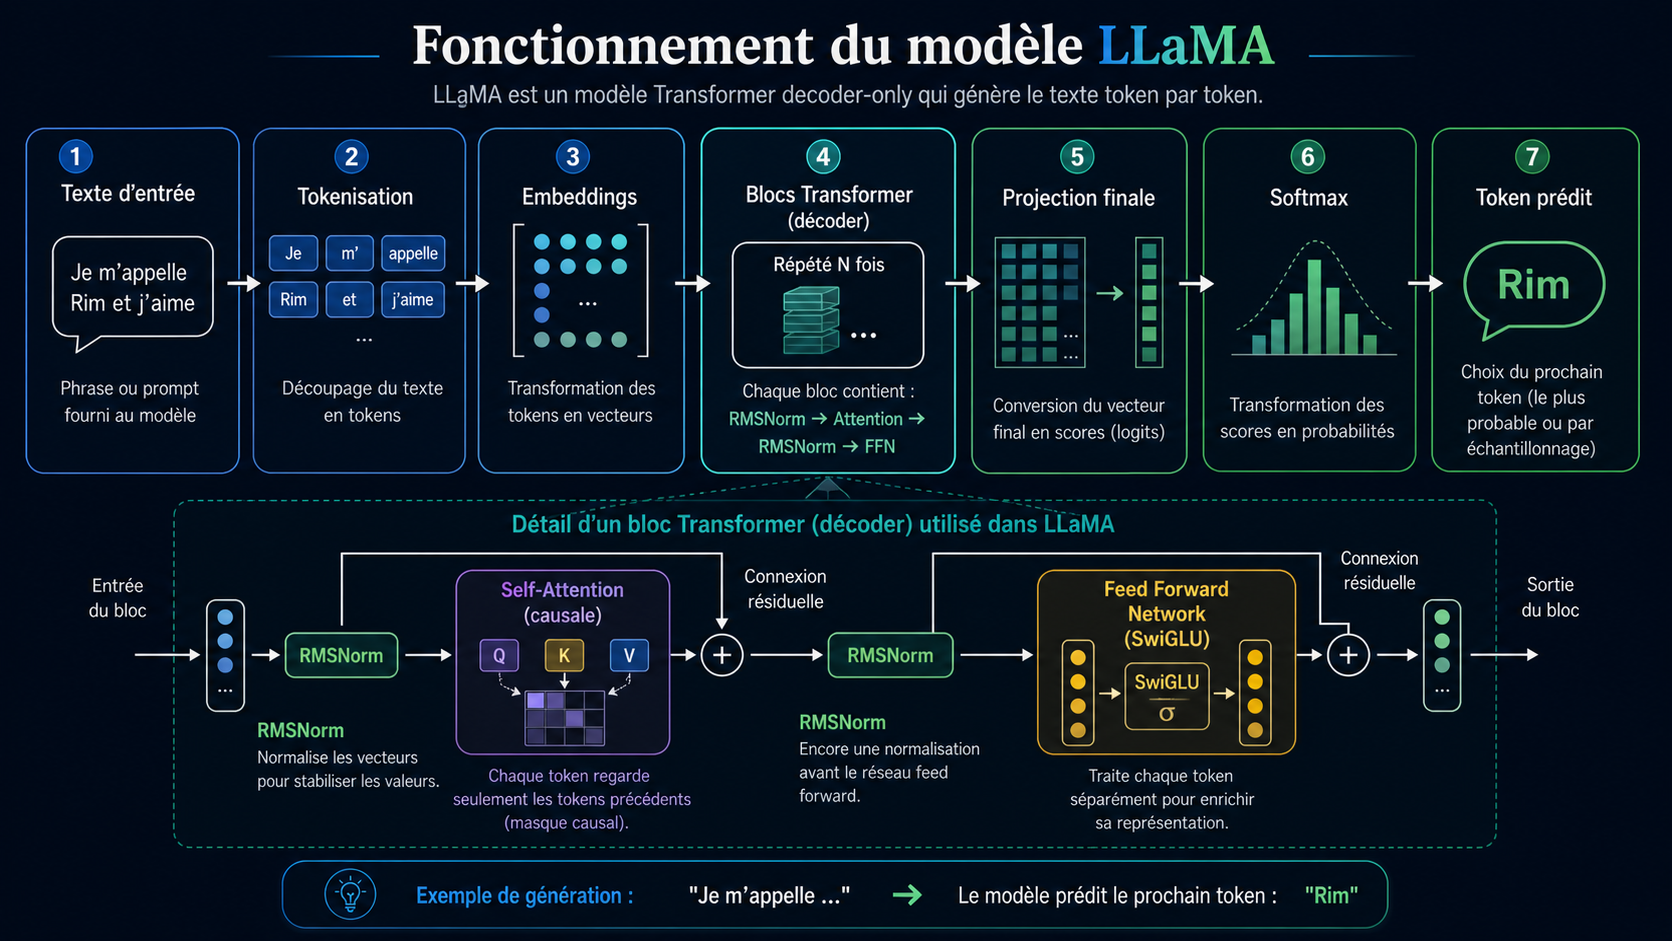 Fonctionnement du modèle LLaMA
LLaMA est un modèle Transformer decoder-only qui génère le texte token par token.
1
Texte d'entrée
Je m'appelle
Rim et j'aime
Phrase ou prompt
fourni au modèle
2
Tokenisation
Je m' appelle
Rim et j'aime
...
Découpage du texte
en tokens
3
Embeddings
...
Transformation des
tokens en vecteurs
4
Blocs Transformer
(décoder)
Répété N fois
...
Chaque bloc contient :
RMSNorm → Attention →
RMSNorm → FFN
5
Projection finale
...
...
Conversion du vecteur
final en scores (logits)
6
Softmax
Transformation des
scores en probabilités
7
Token prédit
Rim
Choix du prochain
token (le plus
probable ou par
échantillonnage)
Détail d'un bloc Transformer (décoder) utilisé dans LLaMA
Entrée
du bloc
...
RMSNorm
RMSNorm
Normalise les vecteurs
pour stabiliser les valeurs.
Self-Attention
(causale)
Q K V
Chaque token regarde
seulement les tokens précédents
(masque causal).
Connexion
résiduelle
+
RMSNorm
RMSNorm
Encore une normalisation
avant le réseau feed
forward.
Feed Forward
Network
(SwiGLU)
SwiGLU
σ
Traite chaque token
séparément pour enrichir
sa représentation.
Connexion
résiduelle
+
...
Sortie
du bloc
Exemple de génération : "Je m'appelle ..." → Le modèle prédit le prochain token : "Rim"